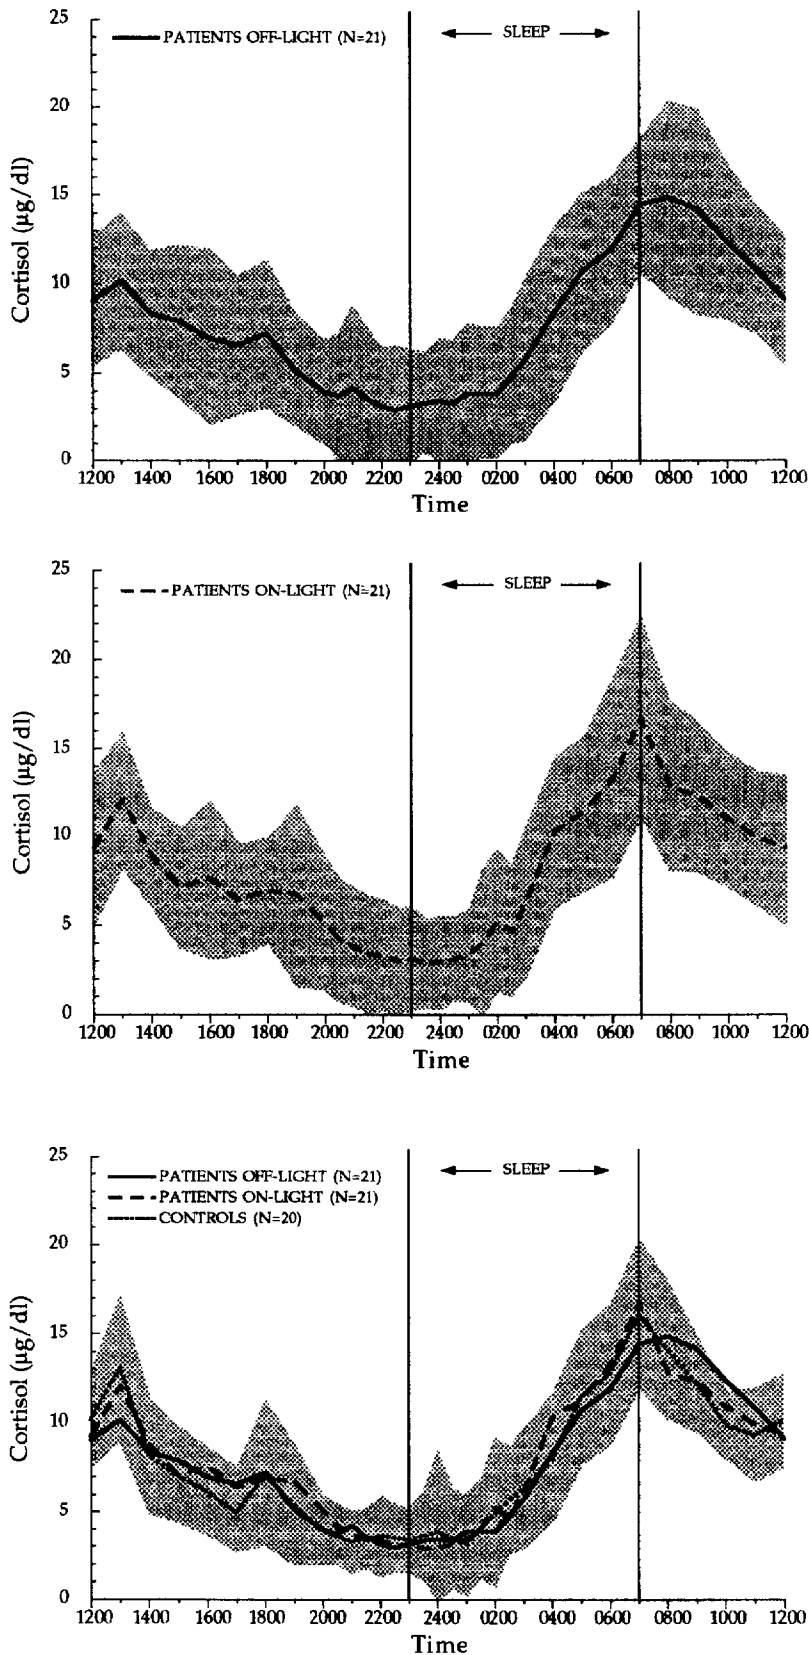 25
PATIENTS OFF-LIGHT (N=21)
SLEEP
20
15
10
5
0
Cortisol (µg/dl)
1200 1400 1600 1800 2000 2200 2400 0200 0400 0600 0800 1000 1200
Time
25
PATIENTS ON-LIGHT (N=21)
SLEEP
20
15
10
5
0
Cortisol (µg/dl)
1200 1400 1600 1800 2000 2200 2400 0200 0400 0600 0800 1000 1200
Time
25
PATIENTS OFF-LIGHT (N=21)
SLEEP
PATIENTS ON-LIGHT (N=21)
CONTROLS (N=20)
20
15
10
5
0
Cortisol (µg/dl)
1200 1400 1600 1800 2000 2200 2400 0200 0400 0600 0800 1000 1200
Time